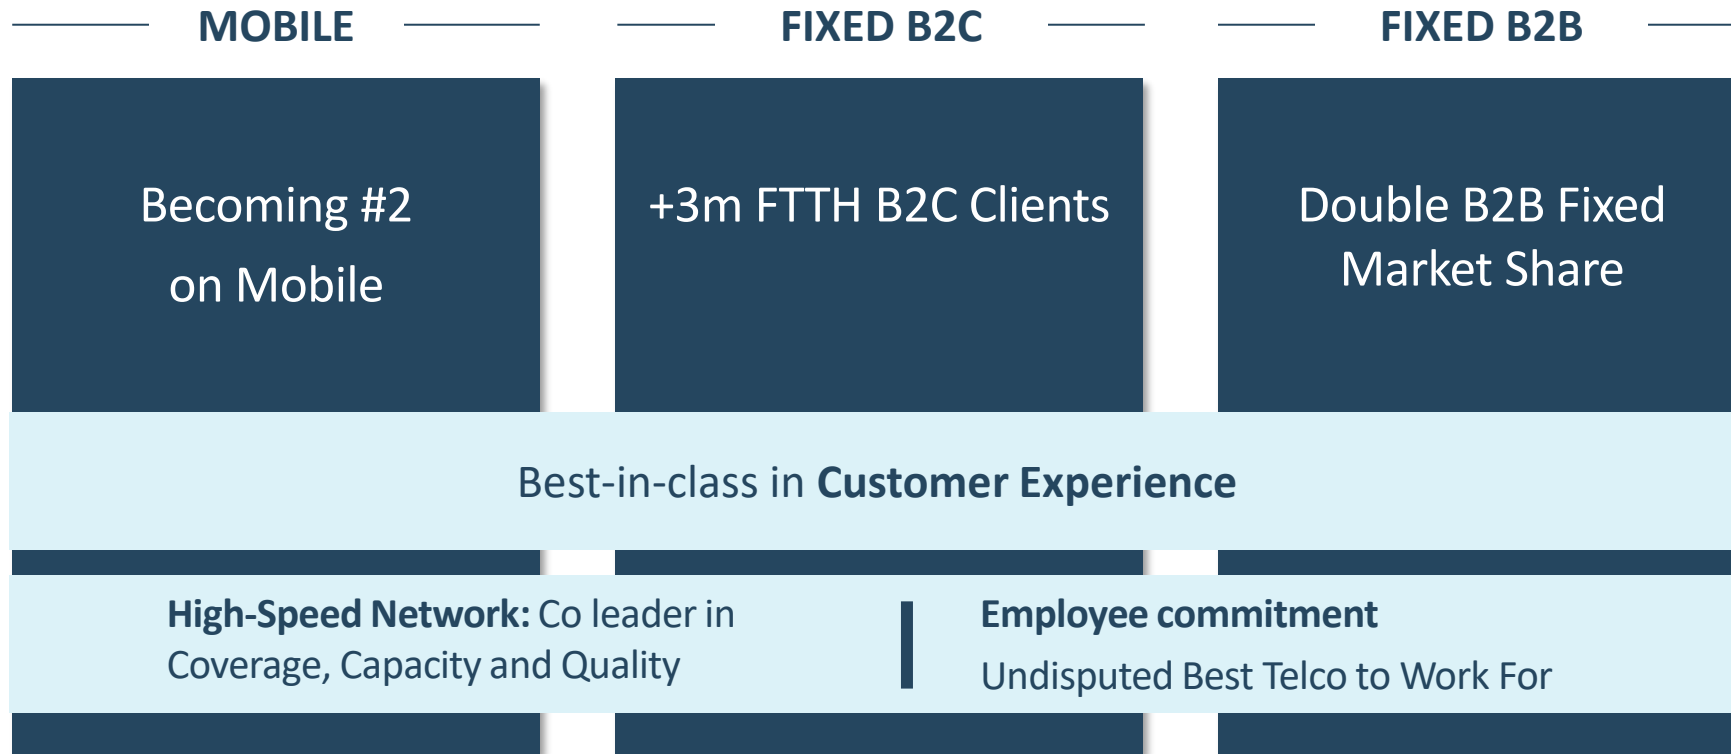 MOBILE
FIXED B2C
FIXED B2B
Becoming #2
on Mobile
+3m FTTH B2C Clients
Double B2B Fixed
Market Share
Best-in-class in Customer Experience
High-Speed Network: Co leader in
Coverage, Capacity and Quality
Employee commitment
Undisputed Best Telco to Work For